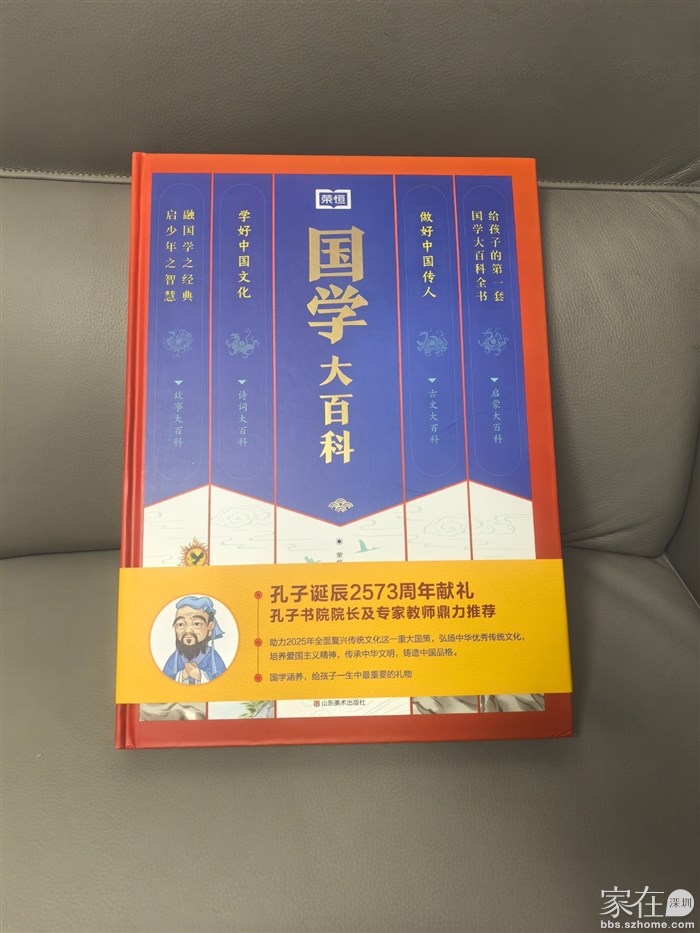 荣恒
国学
大百科
给孩子的第一套
国学大百科全书
启蒙大百科
做好中国传人
古文大百科
学好中国文化
诗词大百科
融国学之经典
启少年之智慧
故事大百科
孔子诞辰2573周年献礼
孔子书院院长及专家教师鼎力推荐
助力2025年全面复兴传统文化这一重大国策，弘扬中华优秀传统文化，
培养爱国主义精神，传承中华文明，铸造中国品格。
国学涵养，给孩子一生中最重要的礼物
山东美术出版社
家在深圳
bbs.szhome.com